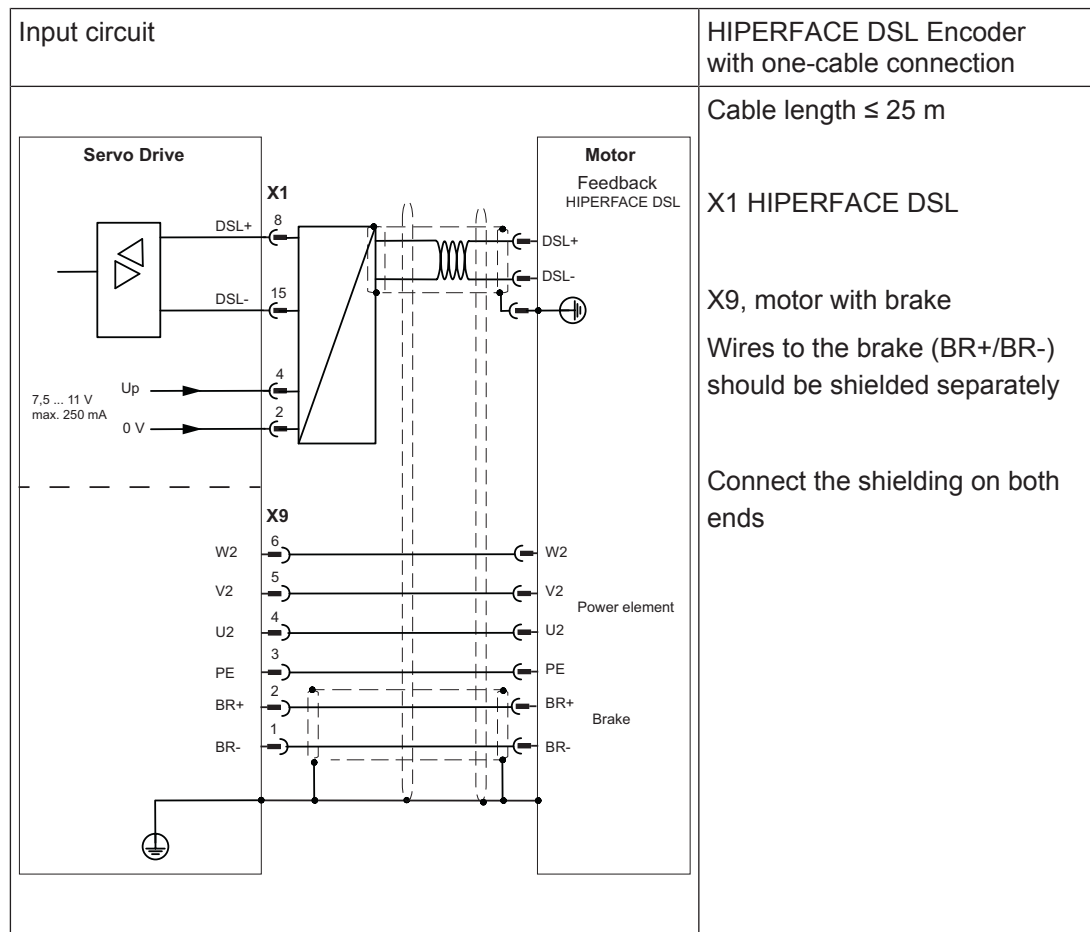 Input circuit
HIPERFACE DSL Encoder
with one-cable connection
Servo Drive
X1
DSL+
8
DSL-
15
7,5 ... 11 V
max. 250 mA
Up
4
0 V
2
Motor
Feedback
HIPERFACE DSL
DSL+
DSL-
X9
W2
6
W2
V2
5
V2
Power element
U2
4
U2
PE
3
PE
BR+
2
BR+
Brake
BR-
1
BR-
Cable length ≤ 25 m
X1 HIPERFACE DSL
X9, motor with brake
Wires to the brake (BR+/BR-)
should be shielded separately
Connect the shielding on both
ends